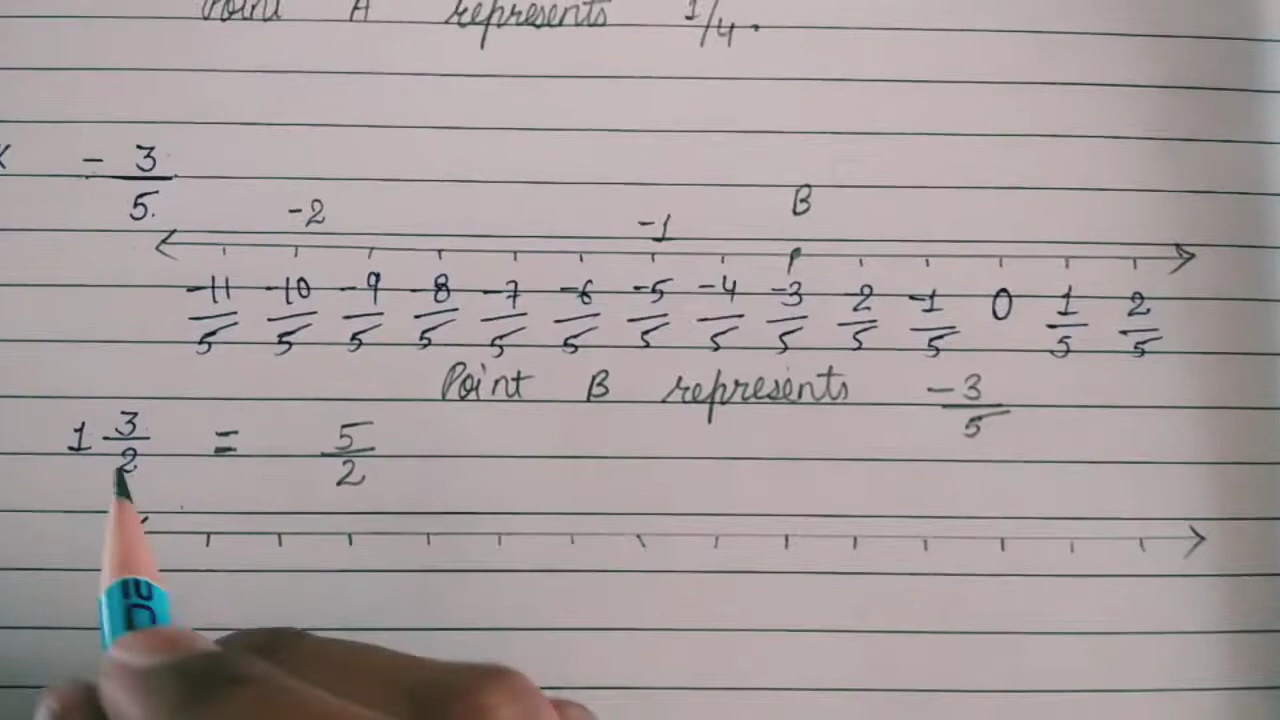 Point A represents 1/4.
- 3/5.
-2 -1 B
-11/5 -10/5 -9/5 -8/5 -7/5 -6/5 -5/5 -4/5 -3/5 -2/5 -1/5 0 1/5 2/5
Point B represents -3/5
1 3/2 = 5/2